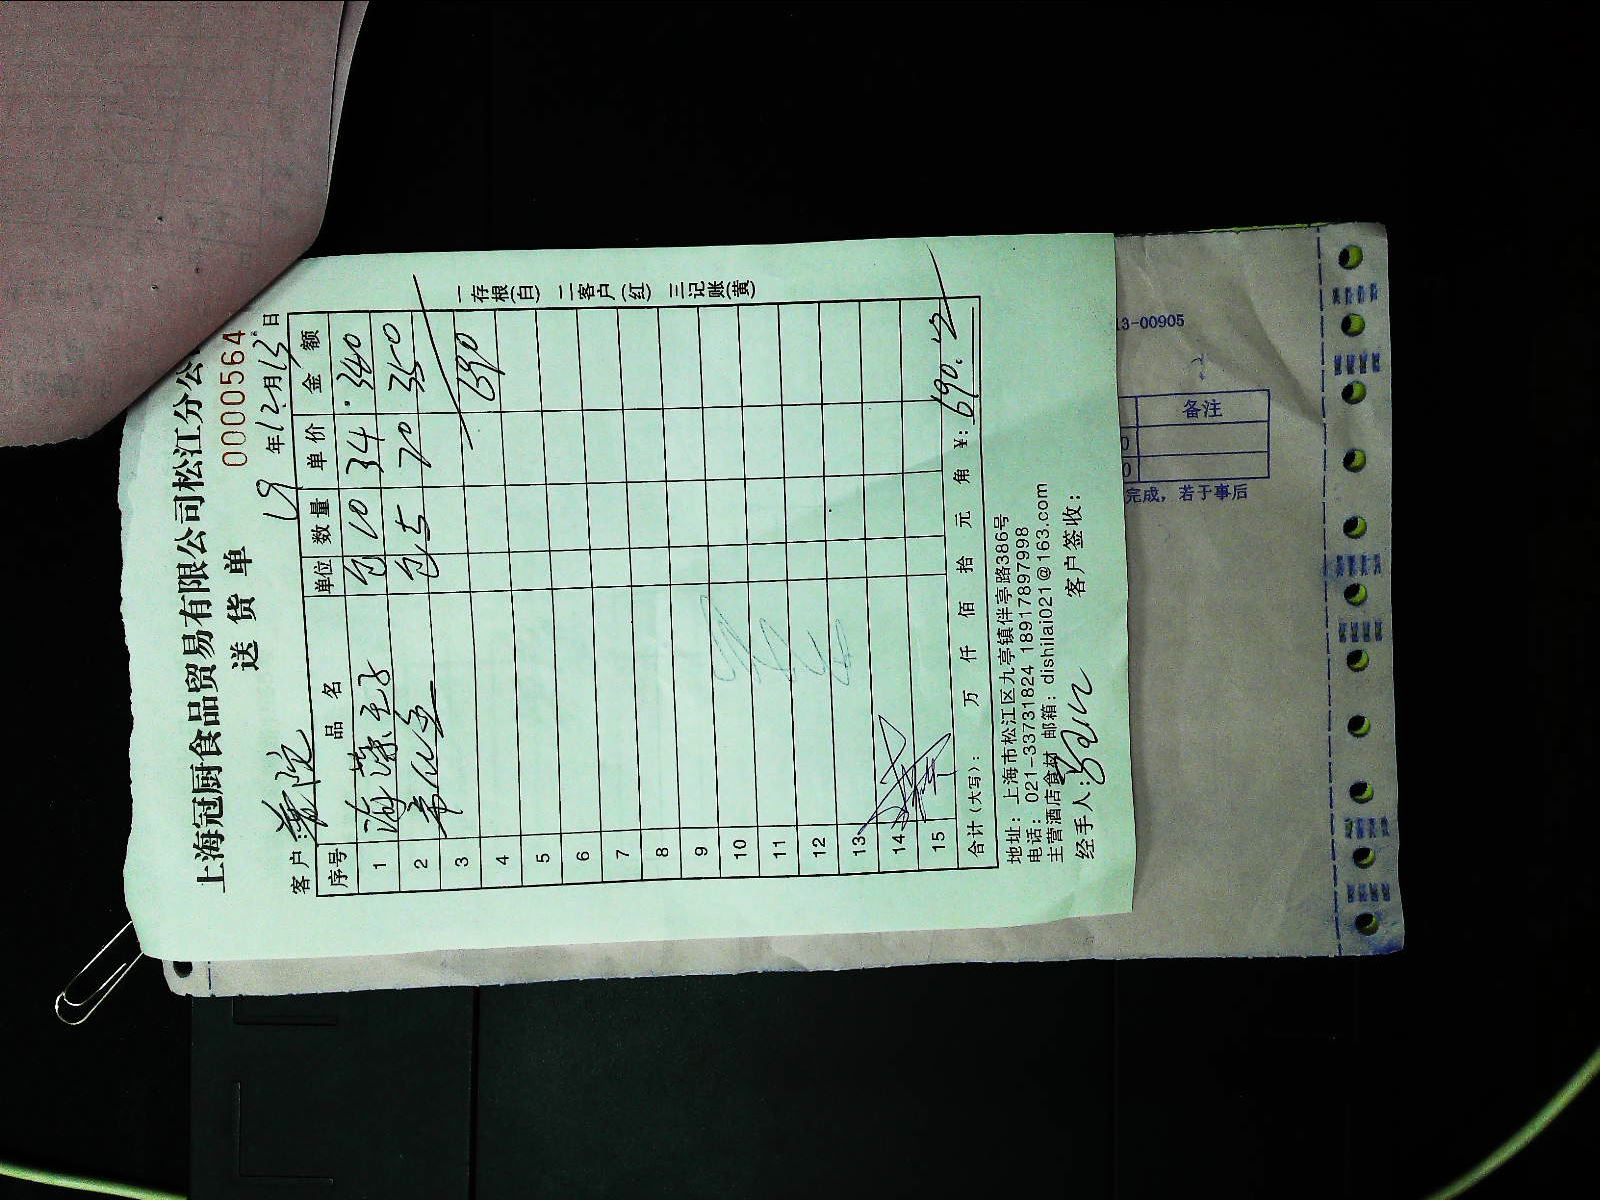 上海冠厨食品贸易有限公司松江分公
送货单
0000564
客户:
19年12月13日
序号 品名 单位 数量 单价 金额
1 包 10 34 340
2 包 5 70 350
3 690
4
5
6
7
8
9
10
11
12
13
14
15
合计(大写): 万 仟 佰 拾 元 角 ¥:690.
地址:上海市松江区九亭镇伴亭路386号
电话:021-33731824 18917897998
主营酒店食材 邮箱:dishilai021@163.com
经手人: 客户签收:
一存根(白) 二客户(红) 三记账(黄)
13-00905
备注
完成,若于事后